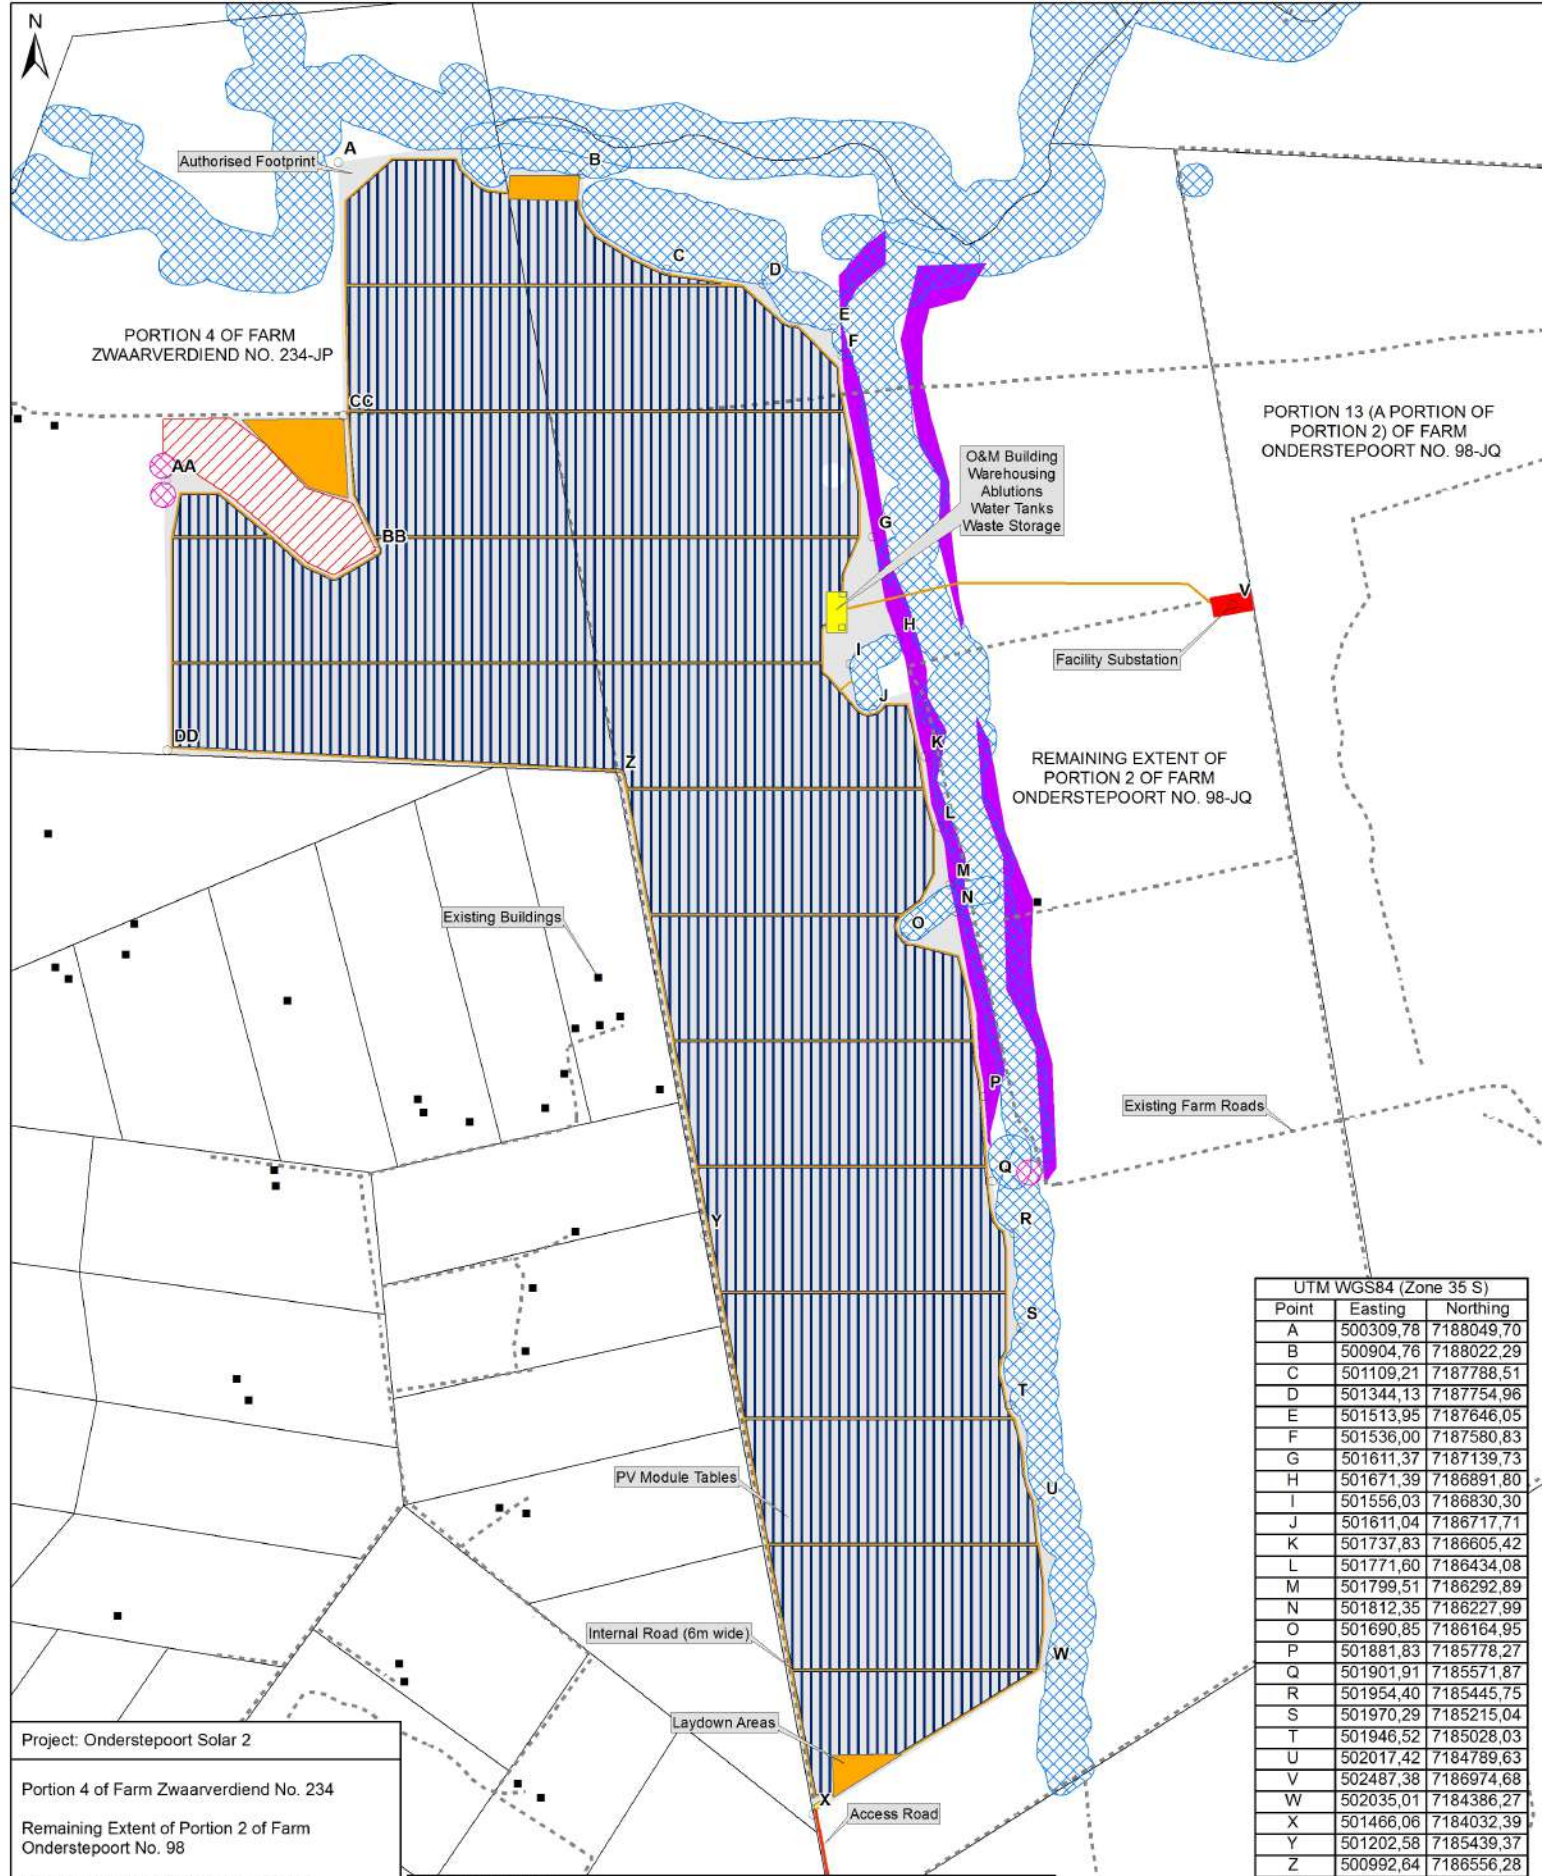 N
A
B
Authorised Footprint
C
D
E
F
PORTION 4 OF FARM
ZWAARVERDIEND NO. 234-JP
CC
PORTION 13 (A PORTION OF
PORTION 2) OF FARM
ONDERSTEPOORT NO. 98-JQ
AA
O&M Building
Warehousing
Ablutions
Water Tanks
Waste Storage
G
BB
V
H
I
Facility Substation
J
DD
K
Z
REMAINING EXTENT OF
PORTION 2 OF FARM
ONDERSTEPOORT NO. 98-JQ
L
M
N
Existing Buildings
O
P
Existing Farm Roads
Q
R
Y
S
T
PV Module Tables
U
Internal Road (6m wide)
W
Laydown Areas
X
Access Road
UTM WGS84 (Zone 35 S)
Point Easting Northing
A 500309,78 7188049,70
B 500904,76 7188022,29
C 501109,21 7187788,51
D 501344,13 7187754,96
E 501513,95 7187646,05
F 501536,00 7187580,83
G 501611,37 7187139,73
H 501671,39 7186891,80
I 501556,03 7186830,30
J 501611,04 7186717,71
K 501737,83 7186605,42
L 501771,60 7186434,08
M 501799,51 7186292,89
N 501812,35 7186227,99
O 501690,85 7186164,95
P 501881,83 7185778,27
Q 501901,91 7185571,87
R 501954,40 7185445,75
S 501970,29 7185215,04
T 501946,52 7185028,03
U 502017,42 7184789,63
V 502487,38 7186974,68
W 502035,01 7184386,27
X 501466,06 7184032,39
Y 501202,58 7185439,37
Z 500992,64 7186556,28
Project: Onderstepoort Solar 2
Portion 4 of Farm Zwaarverdiend No. 234
Remaining Extent of Portion 2 of Farm
Onderstepoort No. 98